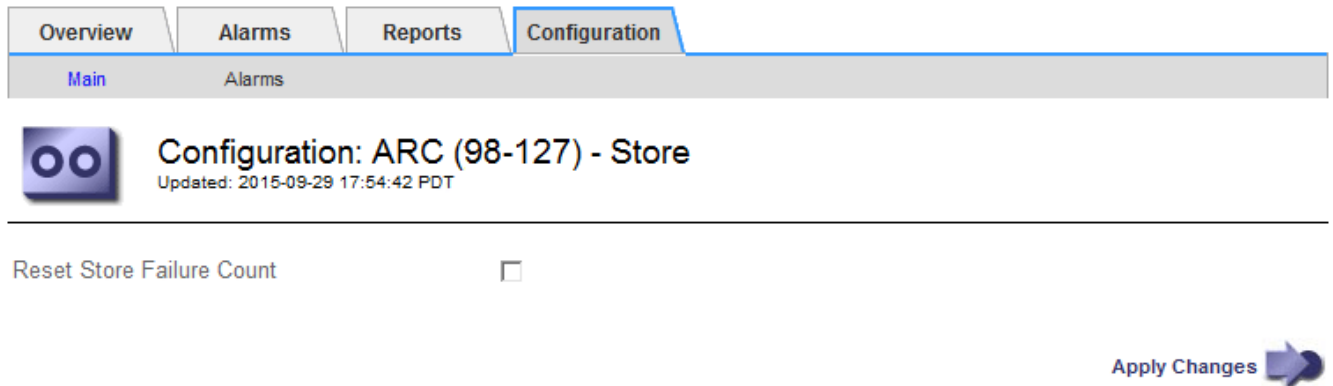 Overview Alarms Reports Configuration
Main Alarms
Configuration: ARC (98-127) - Store
Updated: 2015-09-29 17:54:42 PDT
Reset Store Failure Count
Apply Changes